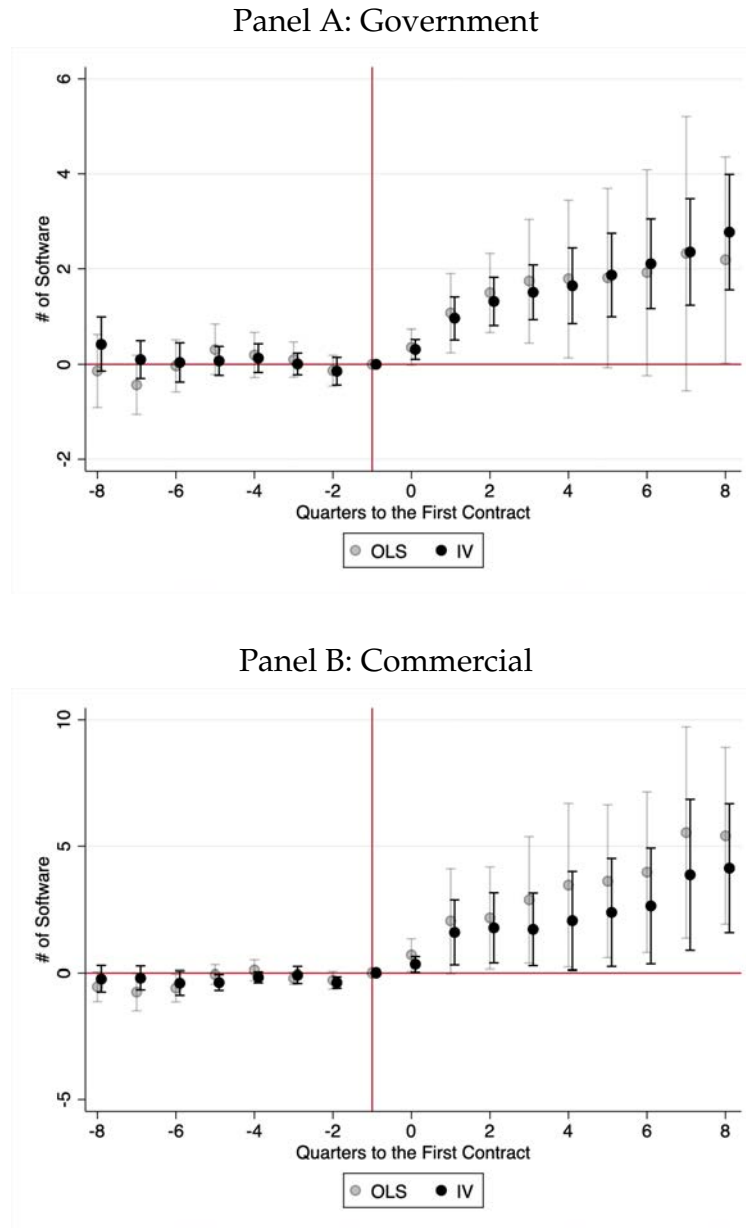 Panel A: Government
6
4
2
0
-2
# of Software
-8 -6 -4 -2 0 2 4 6 8
Quarters to the First Contract
OLS IV
Panel B: Commercial
10
5
0
-5
# of Software
-8 -6 -4 -2 0 2 4 6 8
Quarters to the First Contract
OLS IV